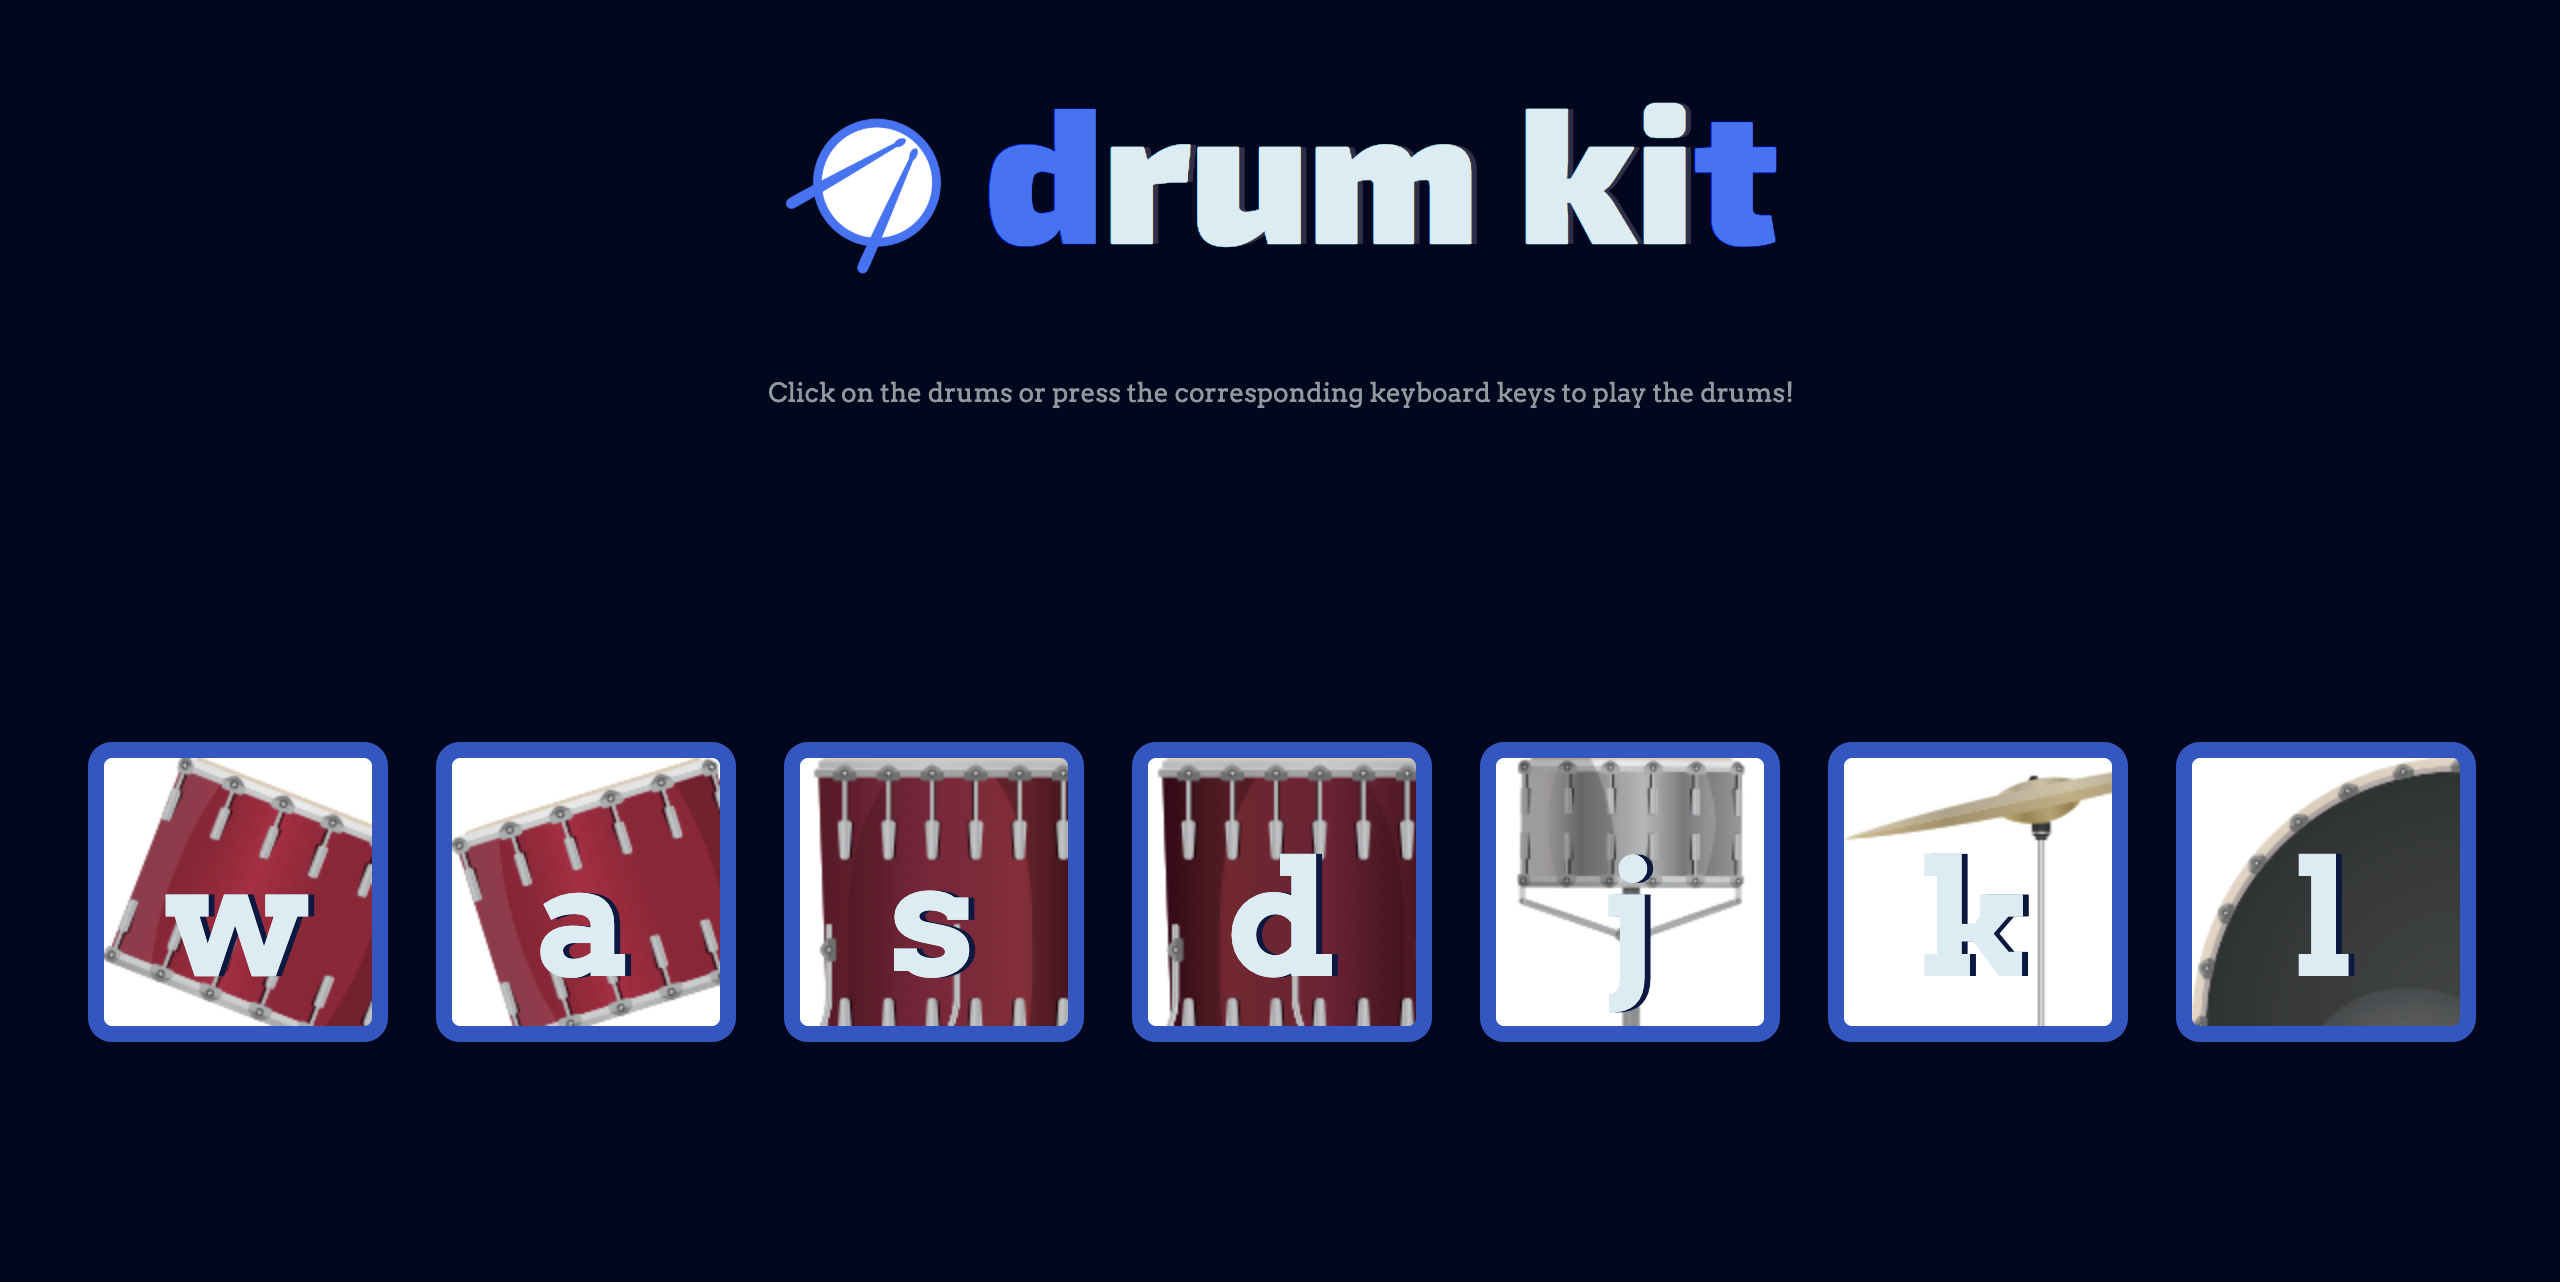 drum kit
Click on the drums or press the corresponding keyboard keys to play the drums!
w a s d j k l